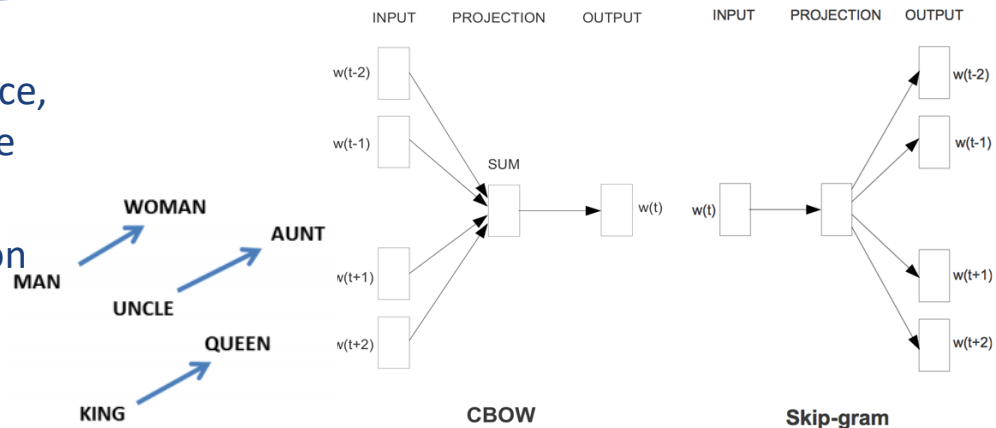 ce,
e
on
WOMAN
AUNT
MAN
UNCLE
QUEEN
KING
INPUT PROJECTION OUTPUT
w(t-2)
w(t-1)
SUM
w(t)
w(t+1)
w(t+2)
CBOW
INPUT PROJECTION OUTPUT
w(t-2)
w(t-1)
w(t)
w(t+1)
w(t+2)
Skip-gram